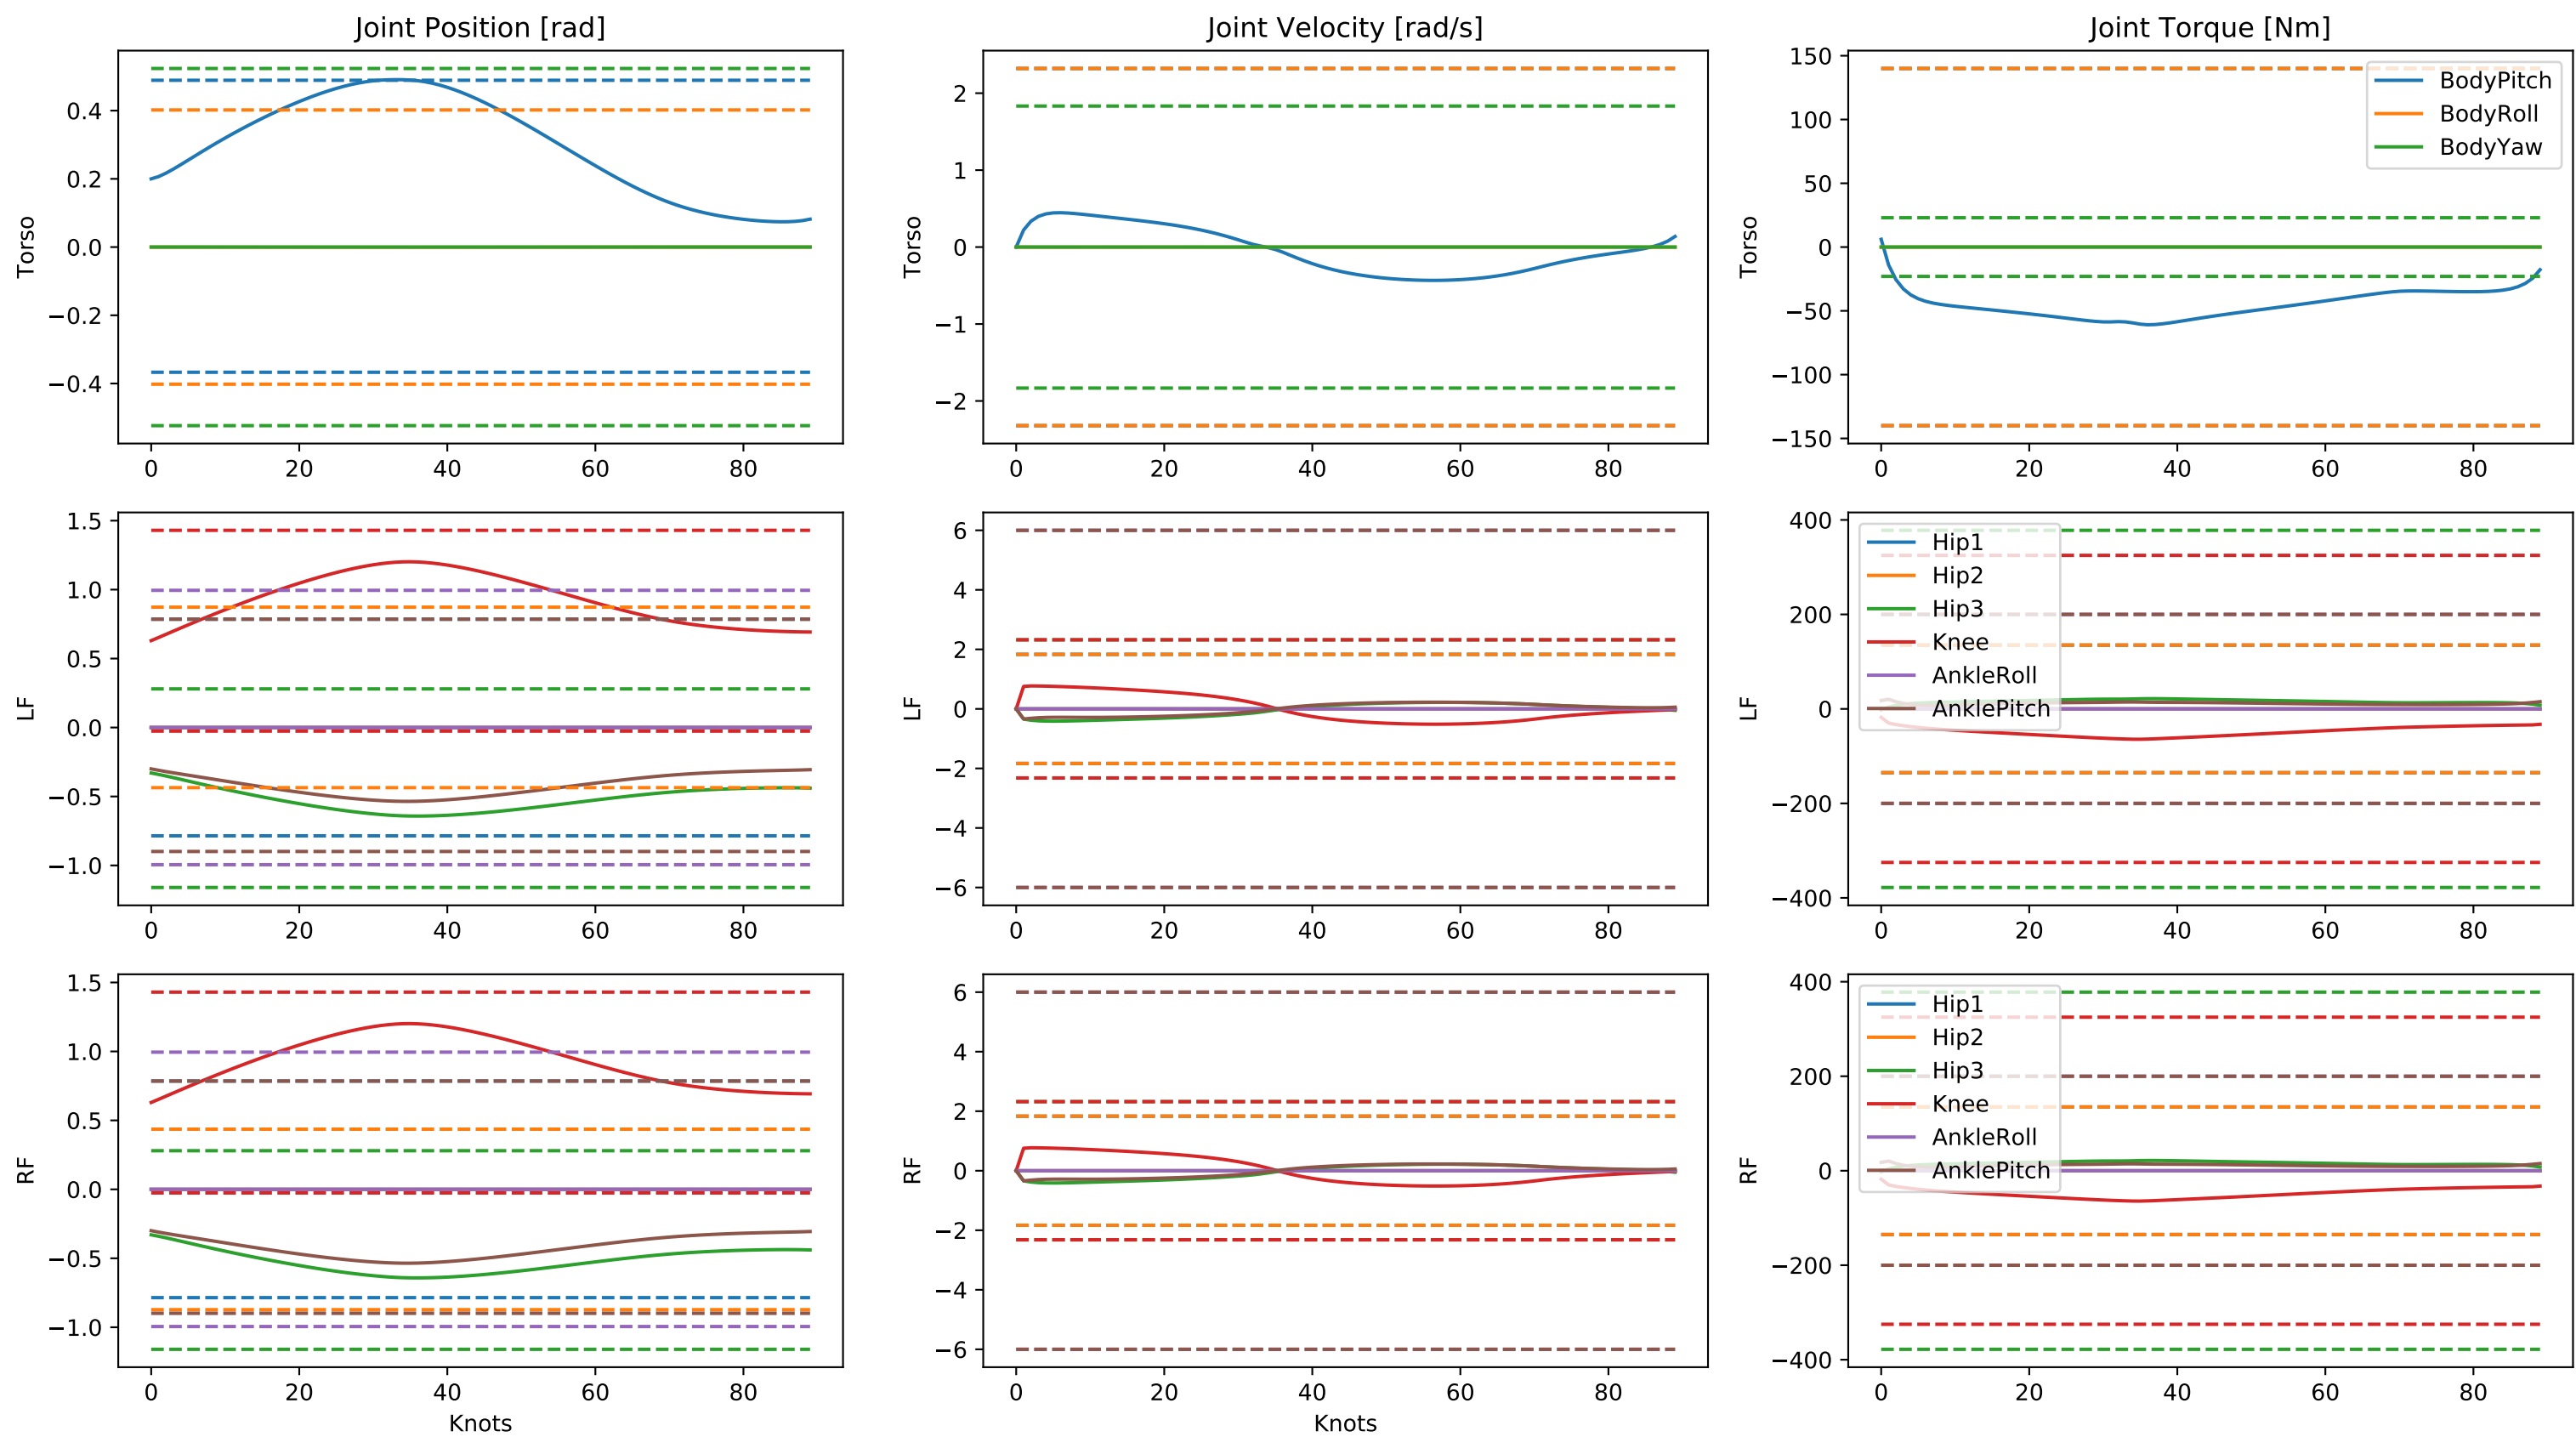 Joint Position [rad] Joint Velocity [rad/s] Joint Torque [Nm]
Torso
0.4
0.2
0.0
−0.2
−0.4
0 20 40 60 80
Torso
2
1
0
−1
−2
0 20 40 60 80
Torso
150
100
50
0
−50
−100
−150
0 20 40 60 80
BodyPitch
BodyRoll
BodyYaw
LF
1.5
1.0
0.5
0.0
−0.5
−1.0
0 20 40 60 80
LF
6
4
2
0
−2
−4
−6
0 20 40 60 80
LF
400
200
0
−200
−400
0 20 40 60 80
Hip1
Hip2
Hip3
Knee
AnkleRoll
AnklePitch
RF
1.5
1.0
0.5
0.0
−0.5
−1.0
0 20 40 60 80
Knots
RF
6
4
2
0
−2
−4
−6
0 20 40 60 80
Knots
RF
400
200
0
−200
−400
0 20 40 60 80
Hip1
Hip2
Hip3
Knee
AnkleRoll
AnklePitch